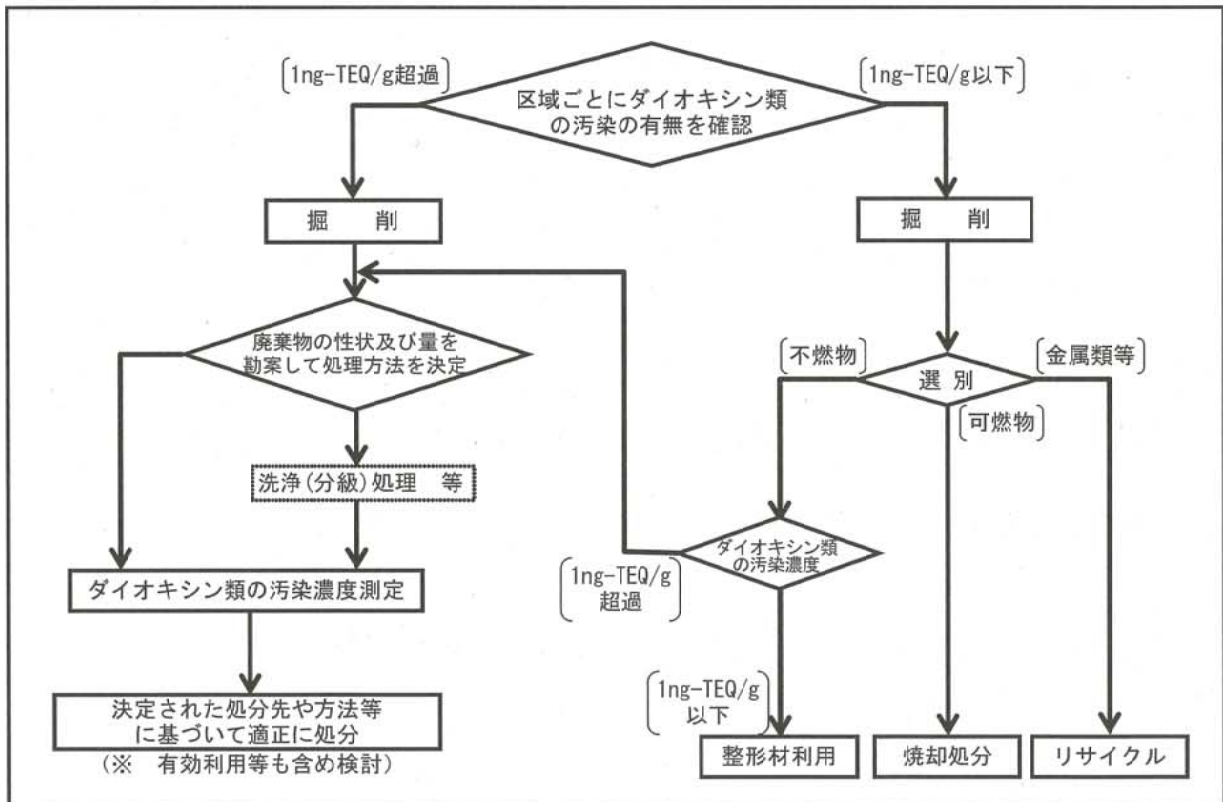 〔1ng-TEQ/g超過〕
〔1ng-TEQ/g以下〕
区域ごとにダイオキシン類
の汚染の有無を確認
掘　削
掘　削
廃棄物の性状及び量を
勘案して処理方法を決定
〔不燃物〕
選 別
〔金属類等〕
〔可燃物〕
洗浄(分級)処理　等
ダイオキシン類
の汚染濃度
〔1ng-TEQ/g
超過〕
ダイオキシン類の汚染濃度測定
〔1ng-TEQ/g
以下〕
決定された処分先や方法等
に基づいて適正に処分
(※　有効利用等も含め検討)
整形材利用
焼却処分
リサイクル